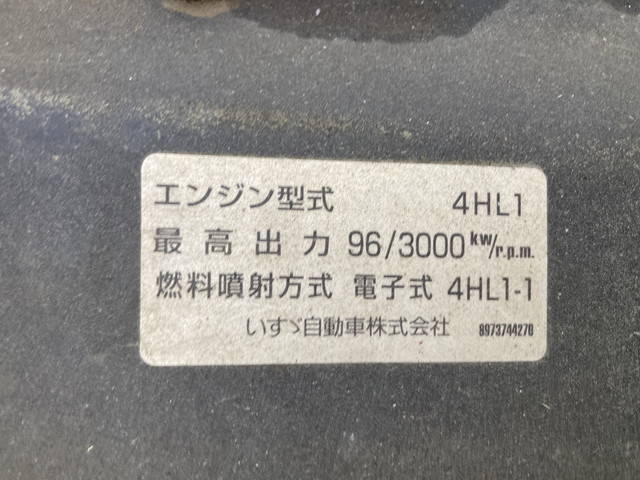 エンジン型式 4HL1
最高出力 96/3000 kW/r.p.m.
燃料噴射方式 電子式 4HL1-1
いすゞ自動車株式会社 8973744270